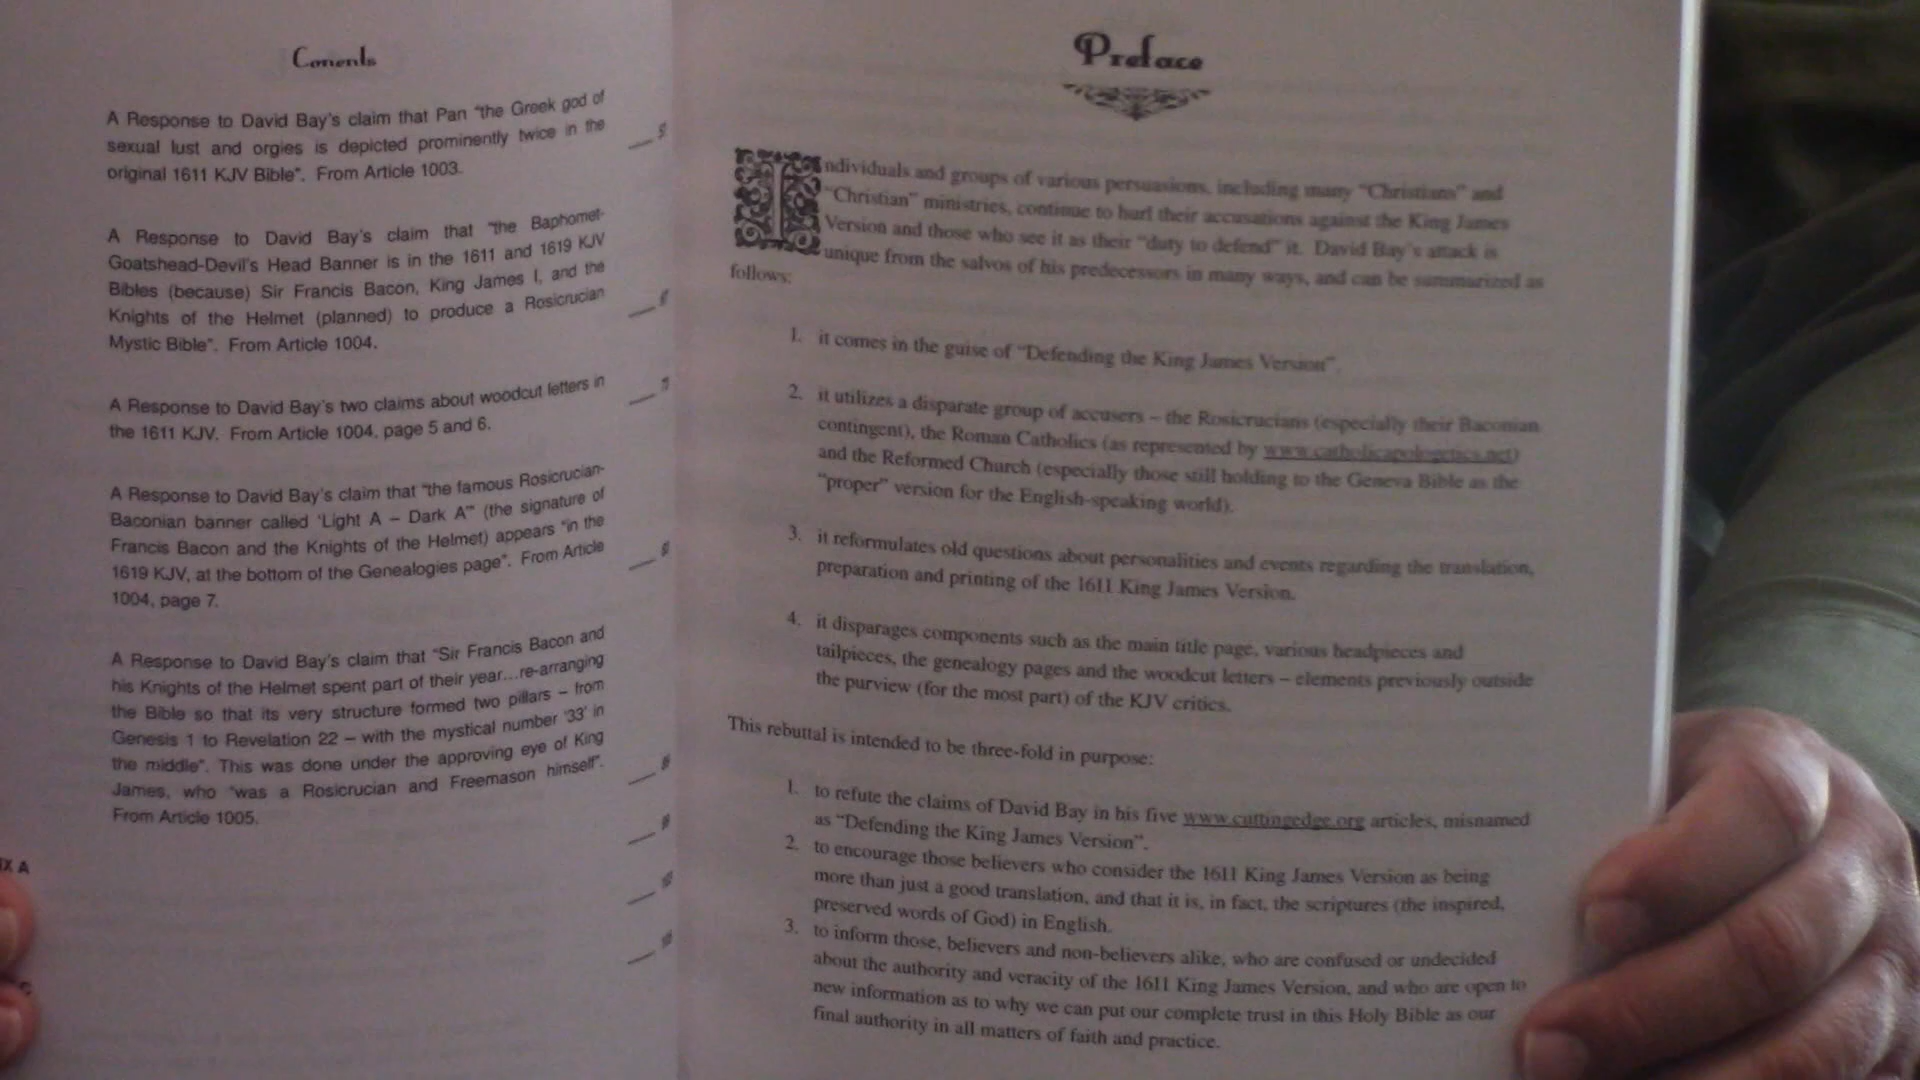 Conents
A Response to David Bay's claim that Pan "the Greek god of
sexual lust and orgies is depicted prominently twice in the
original 1611 KJV Bible". From Article 1003.
A Response to David Bay's claim that "the Baphomet-
Goatshead-Devil's Head Banner is in the 1611 and 1619 KJV
Bibles (because) Sir Francis Bacon, King James I, and the
Knights of the Helmet (planned) to produce a Rosicrucian
Mystic Bible". From Article 1004.
A Response to David Bay's two claims about woodcut letters in
the 1611 KJV. From Article 1004, page 5 and 6.
A Response to David Bay's claim that "the famous Rosicrucian-
Baconian banner called 'Light A – Dark A'" (the signature of
Francis Bacon and the Knights of the Helmet) appears "in the
1619 KJV, at the bottom of the Genealogies page". From Article
1004, page 7.
A Response to David Bay's claim that "Sir Francis Bacon and
his Knights of the Helmet spent part of their year...re-arranging
the Bible so that its very structure formed two pillars – from
Genesis 1 to Revelation 22 – with the mystical number '33' in
the middle". This was done under the approving eye of King
James, who "was a Rosicrucian and Freemason himself".
From Article 1005.
IX A
Preface
Individuals and groups of various persuasions, including many "Christians" and
"Christian" ministries, continue to hurl their accusations against the King James
Version and those who see it as their "duty to defend" it. David Bay's attack is
unique from the salvos of his predecessors in many ways, and can be summarized as
follows:
1. it comes in the guise of "Defending the King James Version".
2. it utilizes a disparate group of accusers – the Rosicrucians (especially their Baconian
contingent), the Roman Catholics (as represented by www.catholicapologetics.net)
and the Reformed Church (especially those still holding to the Geneva Bible as the
"proper" version for the English-speaking world).
3. it reformulates old questions about personalities and events regarding the translation,
preparation and printing of the 1611 King James Version.
4. it disparages components such as the main title page, various headpieces and
tailpieces, the genealogy pages and the woodcut letters – elements previously outside
the purview (for the most part) of the KJV critics.
This rebuttal is intended to be three-fold in purpose:
1. to refute the claims of David Bay in his five www.cuttingedge.org articles, misnamed
as "Defending the King James Version".
2. to encourage those believers who consider the 1611 King James Version as being
more than just a good translation, and that it is, in fact, the scriptures (the inspired,
preserved words of God) in English.
3. to inform those, believers and non-believers alike, who are confused or undecided
about the authority and veracity of the 1611 King James Version, and who are open to
new information as to why we can put our complete trust in this Holy Bible as our
final authority in all matters of faith and practice.